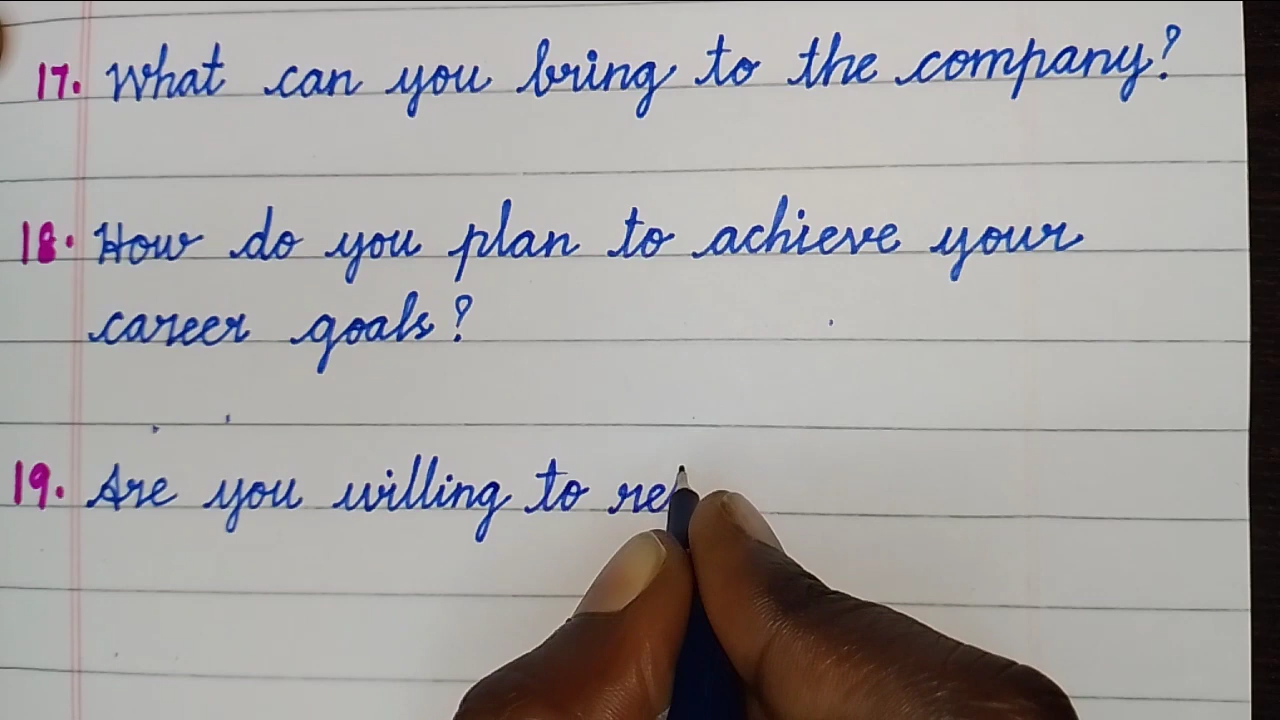 17. What can you bring to the company?
18. How do you plan to achieve your
career goals?
19. Are you willing to re